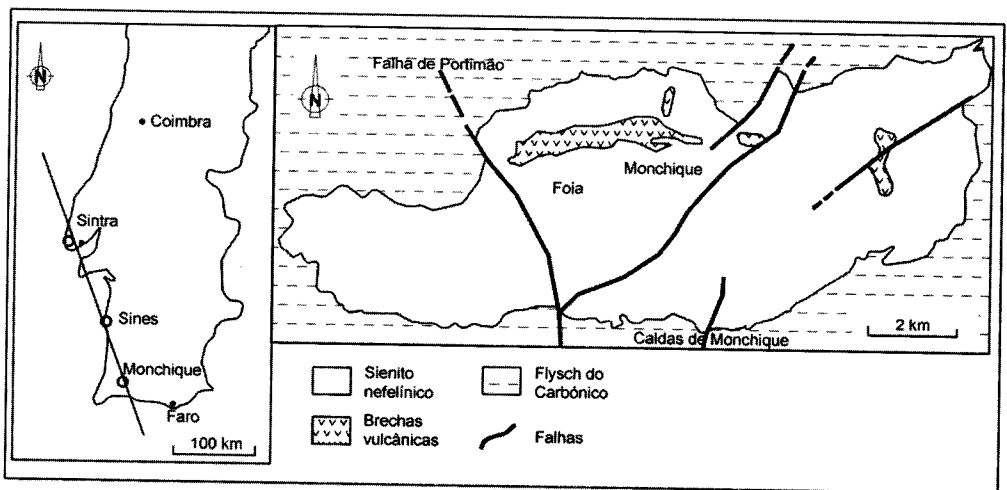 N
Coimbra
Sintra
Sines
Monchique
Faro
100 km
Falha de Portimão
N
Monchique
Foia
2 km
Caldas de Monchique
Sienito
nefelínico
Flysch do
Carbónico
Brechas
vulcânicas
Falhas